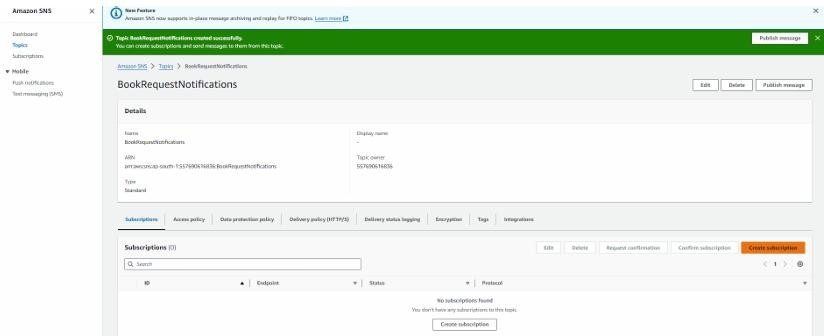 Amazon SNS
Dashboard
Topics
Subscriptions
Mobile
Push notifications
Text messaging (SMS)
New Feature
Amazon SNS now supports in-place message archiving and replay for FIFO topics. Learn more
Topic BookRequestNotifications created successfully.
You can create subscriptions and send messages to them from this topic.
Publish message
Amazon SNS > Topics > BookRequestNotifications
BookRequestNotifications
Edit Delete Publish message
Details
Name
BookRequestNotifications
Display name
-
ARN
arn:aws:sns:ap-south-1:557690616836:BookRequestNotifications
Topic owner
557690616836
Type
Standard
Subscriptions Access policy Data protection policy Delivery policy (HTTP/S) Delivery status logging Encryption Tags Integrations
Subscriptions (0)
Edit Delete Request confirmation Confirm subscription Create subscription
Search
1
ID Endpoint Status Protocol
No subscriptions found
You don't have any subscriptions to this topic.
Create subscription